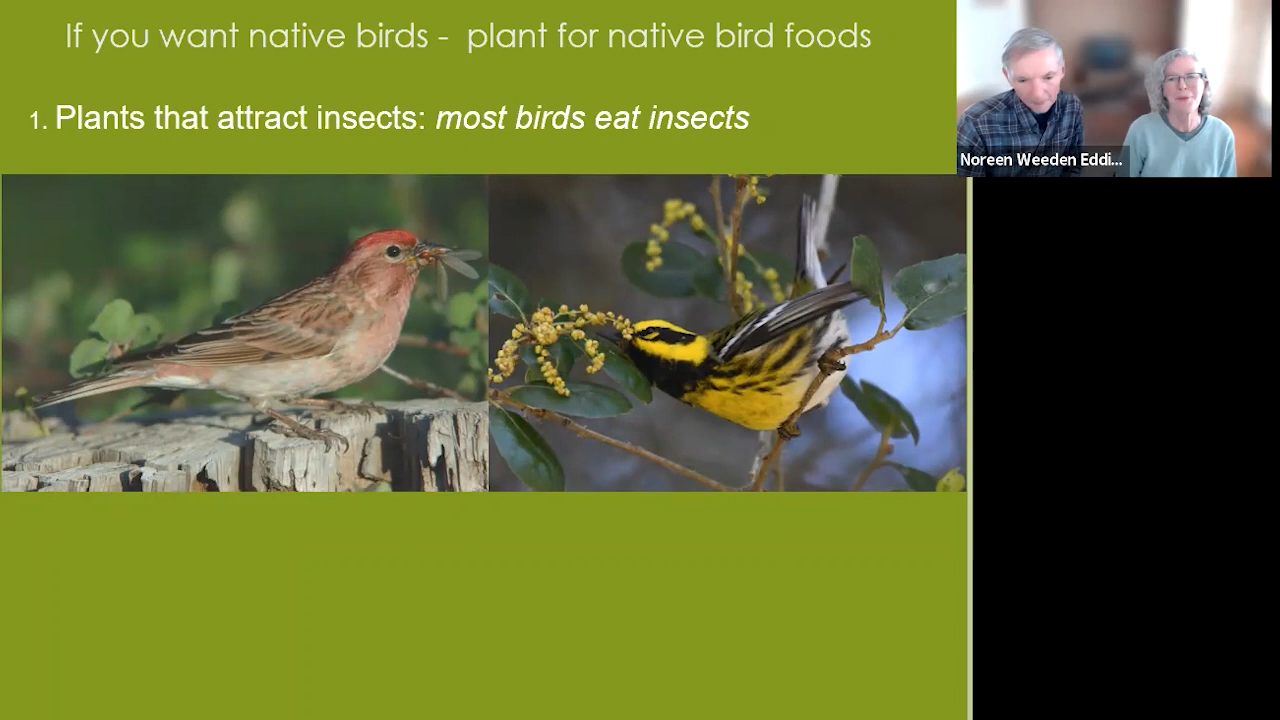 If you want native birds - plant for native bird foods
1. Plants that attract insects: most birds eat insects
Noreen Weeden Eddi...